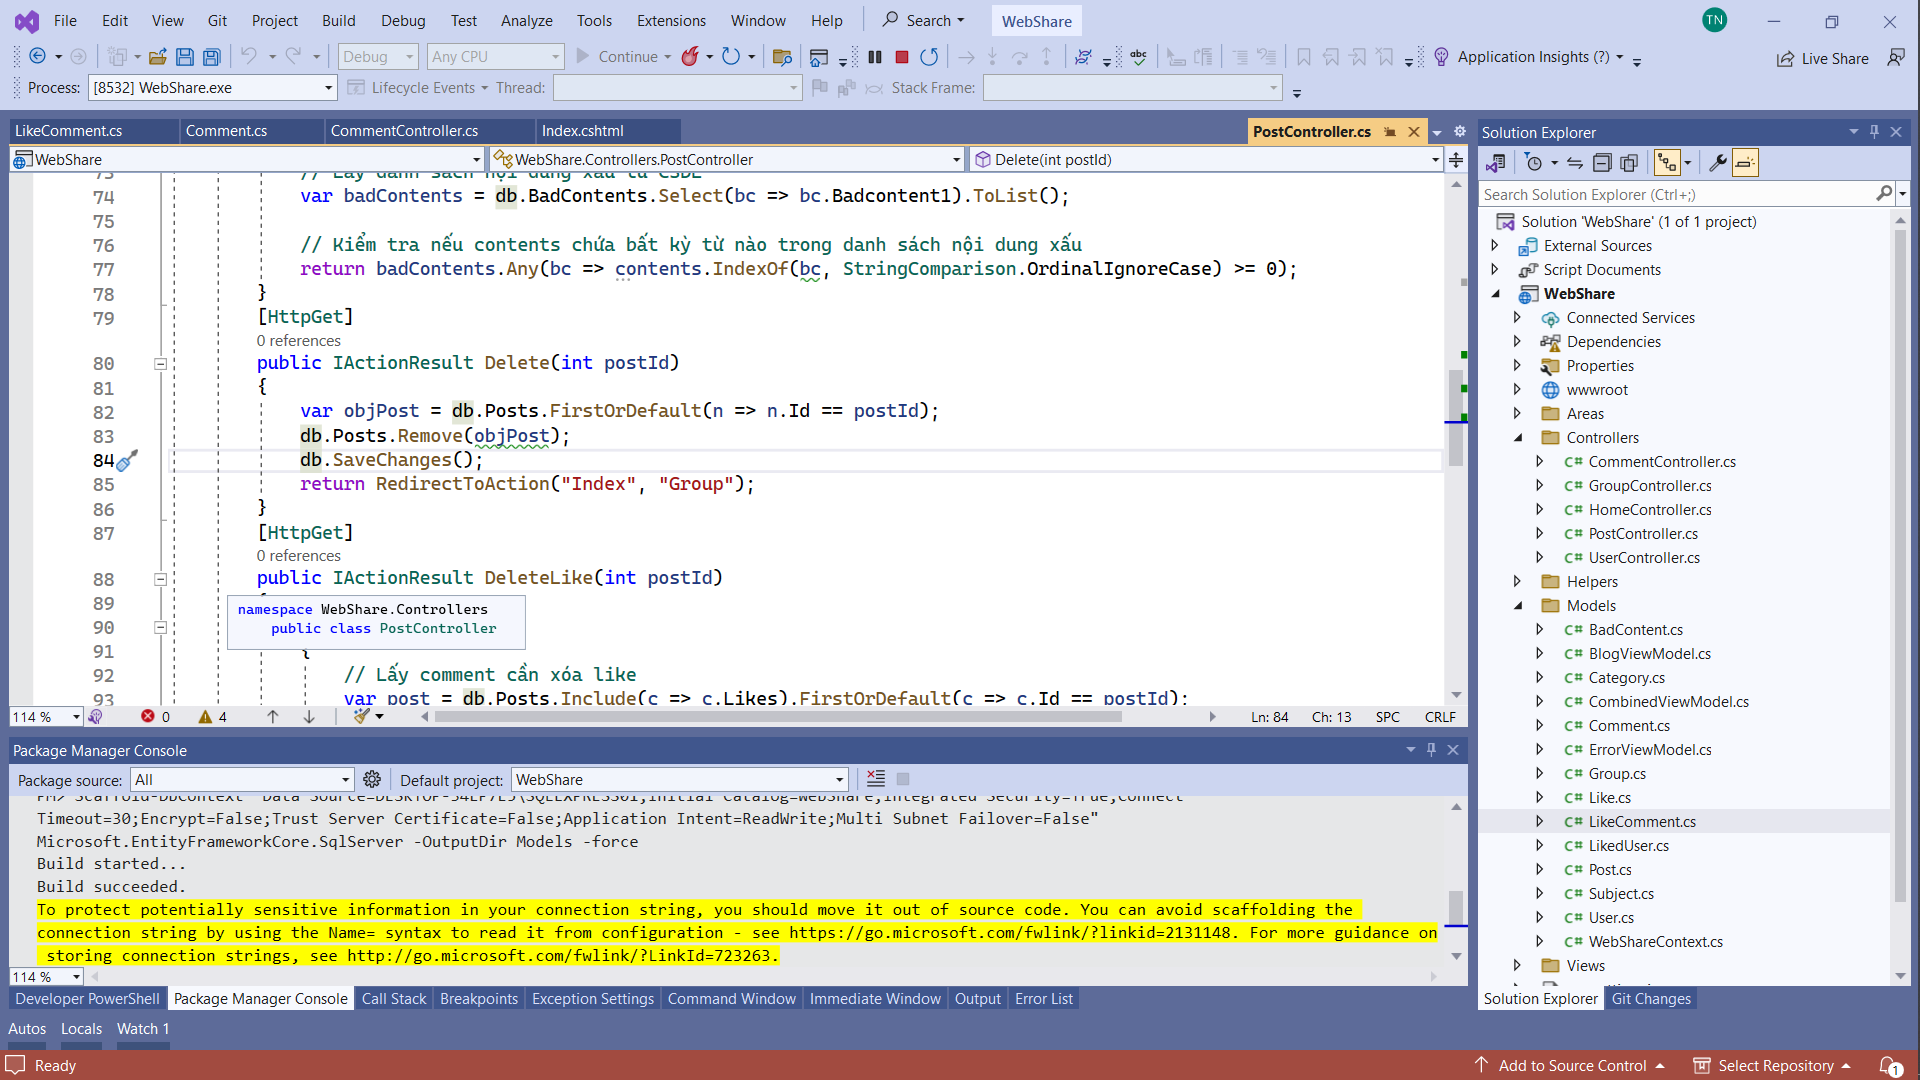 File Edit View Git Project Build Debug Test Analyze Tools Extensions Window Help Search WebShare TN
Debug Any CPU Continue Application Insights (?) Live Share
Process: [8532] WebShare.exe Lifecycle Events Thread: Stack Frame:
LikeComment.cs Comment.cs CommentController.cs Index.cshtml PostController.cs
WebShare WebShare.Controllers.PostController Delete(int postId)
73 // Lấy danh sách nội dung xấu từ CSDL
74 var badContents = db.BadContents.Select(bc => bc.Badcontent1).ToList();
75
76 // Kiểm tra nếu contents chứa bất kỳ từ nào trong danh sách nội dung xấu
77 return badContents.Any(bc => contents.IndexOf(bc, StringComparison.OrdinalIgnoreCase) >= 0);
78 }
79 [HttpGet]
0 references
80 public IActionResult Delete(int postId)
81 {
82 var objPost = db.Posts.FirstOrDefault(n => n.Id == postId);
83 db.Posts.Remove(objPost);
84 db.SaveChanges();
85 return RedirectToAction("Index", "Group");
86 }
87 [HttpGet]
0 references
88 public IActionResult DeleteLike(int postId)
89
namespace WebShare.Controllers
90
public class PostController
91 {
92 // Lấy comment cần xóa like
93 var post = db.Posts.Include(c => c.Likes).FirstOrDefault(c => c.Id == postId);
114 % 0 4 Ln: 84 Ch: 13 SPC CRLF
Package Manager Console
Package source: All Default project: WebShare
Timeout=30;Encrypt=False;Trust Server Certificate=False;Application Intent=ReadWrite;Multi Subnet Failover=False"
Microsoft.EntityFrameworkCore.SqlServer -OutputDir Models -force
Build started...
Build succeeded.
To protect potentially sensitive information in your connection string, you should move it out of source code. You can avoid scaffolding the
connection string by using the Name= syntax to read it from configuration - see https://go.microsoft.com/fwlink/?linkid=2131148. For more guidance on
storing connection strings, see http://go.microsoft.com/fwlink/?LinkId=723263.
114 %
Developer PowerShell Package Manager Console Call Stack Breakpoints Exception Settings Command Window Immediate Window Output Error List
Autos Locals Watch 1
Solution Explorer
Search Solution Explorer (Ctrl+;)
Solution 'WebShare' (1 of 1 project)
External Sources
Script Documents
WebShare
Connected Services
Dependencies
Properties
wwwroot
Areas
Controllers
C# CommentController.cs
C# GroupController.cs
C# HomeController.cs
C# PostController.cs
C# UserController.cs
Helpers
Models
C# BadContent.cs
C# BlogViewModel.cs
C# Category.cs
C# CombinedViewModel.cs
C# Comment.cs
C# ErrorViewModel.cs
C# Group.cs
C# Like.cs
C# LikeComment.cs
C# LikedUser.cs
C# Post.cs
C# Subject.cs
C# User.cs
C# WebShareContext.cs
Views
Solution Explorer Git Changes
Ready Add to Source Control Select Repository 1